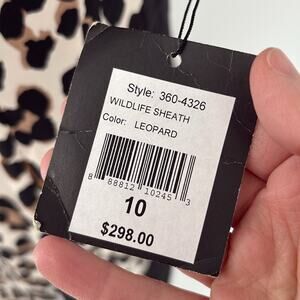 Style: 360-4326
WILDLIFE SHEATH
Color: LEOPARD
8 88812 10245 3
10
$298.00